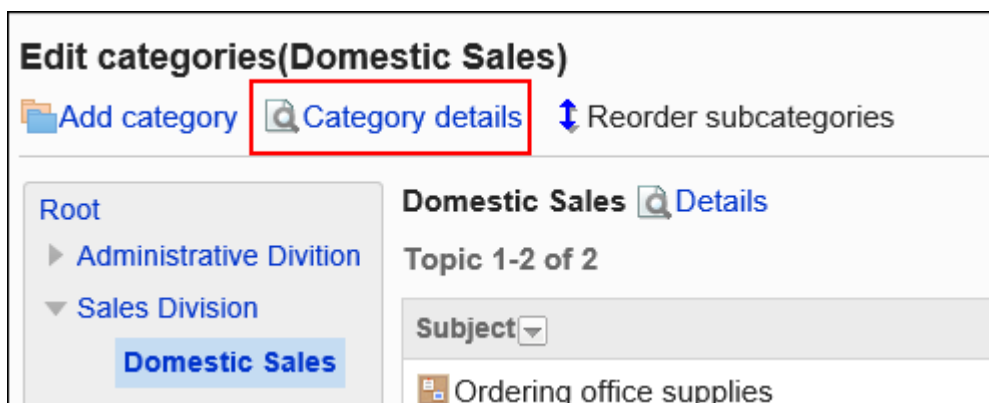 Edit categories(Domestic Sales)
Add category Category details Reorder subcategories
Root
Administrative Divition
Sales Division
Domestic Sales
Domestic Sales Details
Topic 1-2 of 2
Subject
Ordering office supplies